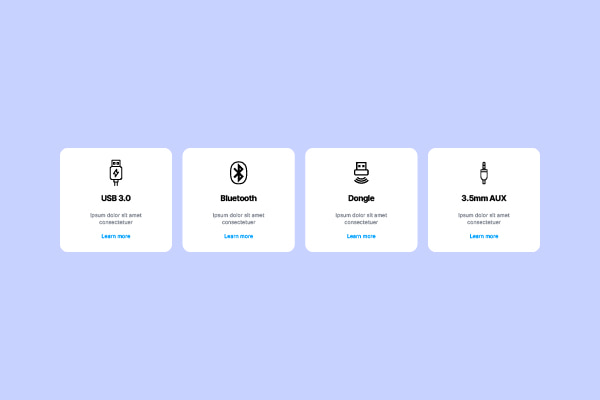 USB 3.0
Ipsum dolor sit amet
consectetuer
Learn more
Bluetooth
Ipsum dolor sit amet
consectetuer
Learn more
Dongle
Ipsum dolor sit amet
consectetuer
Learn more
3.5mm AUX
Ipsum dolor sit amet
consectetuer
Learn more